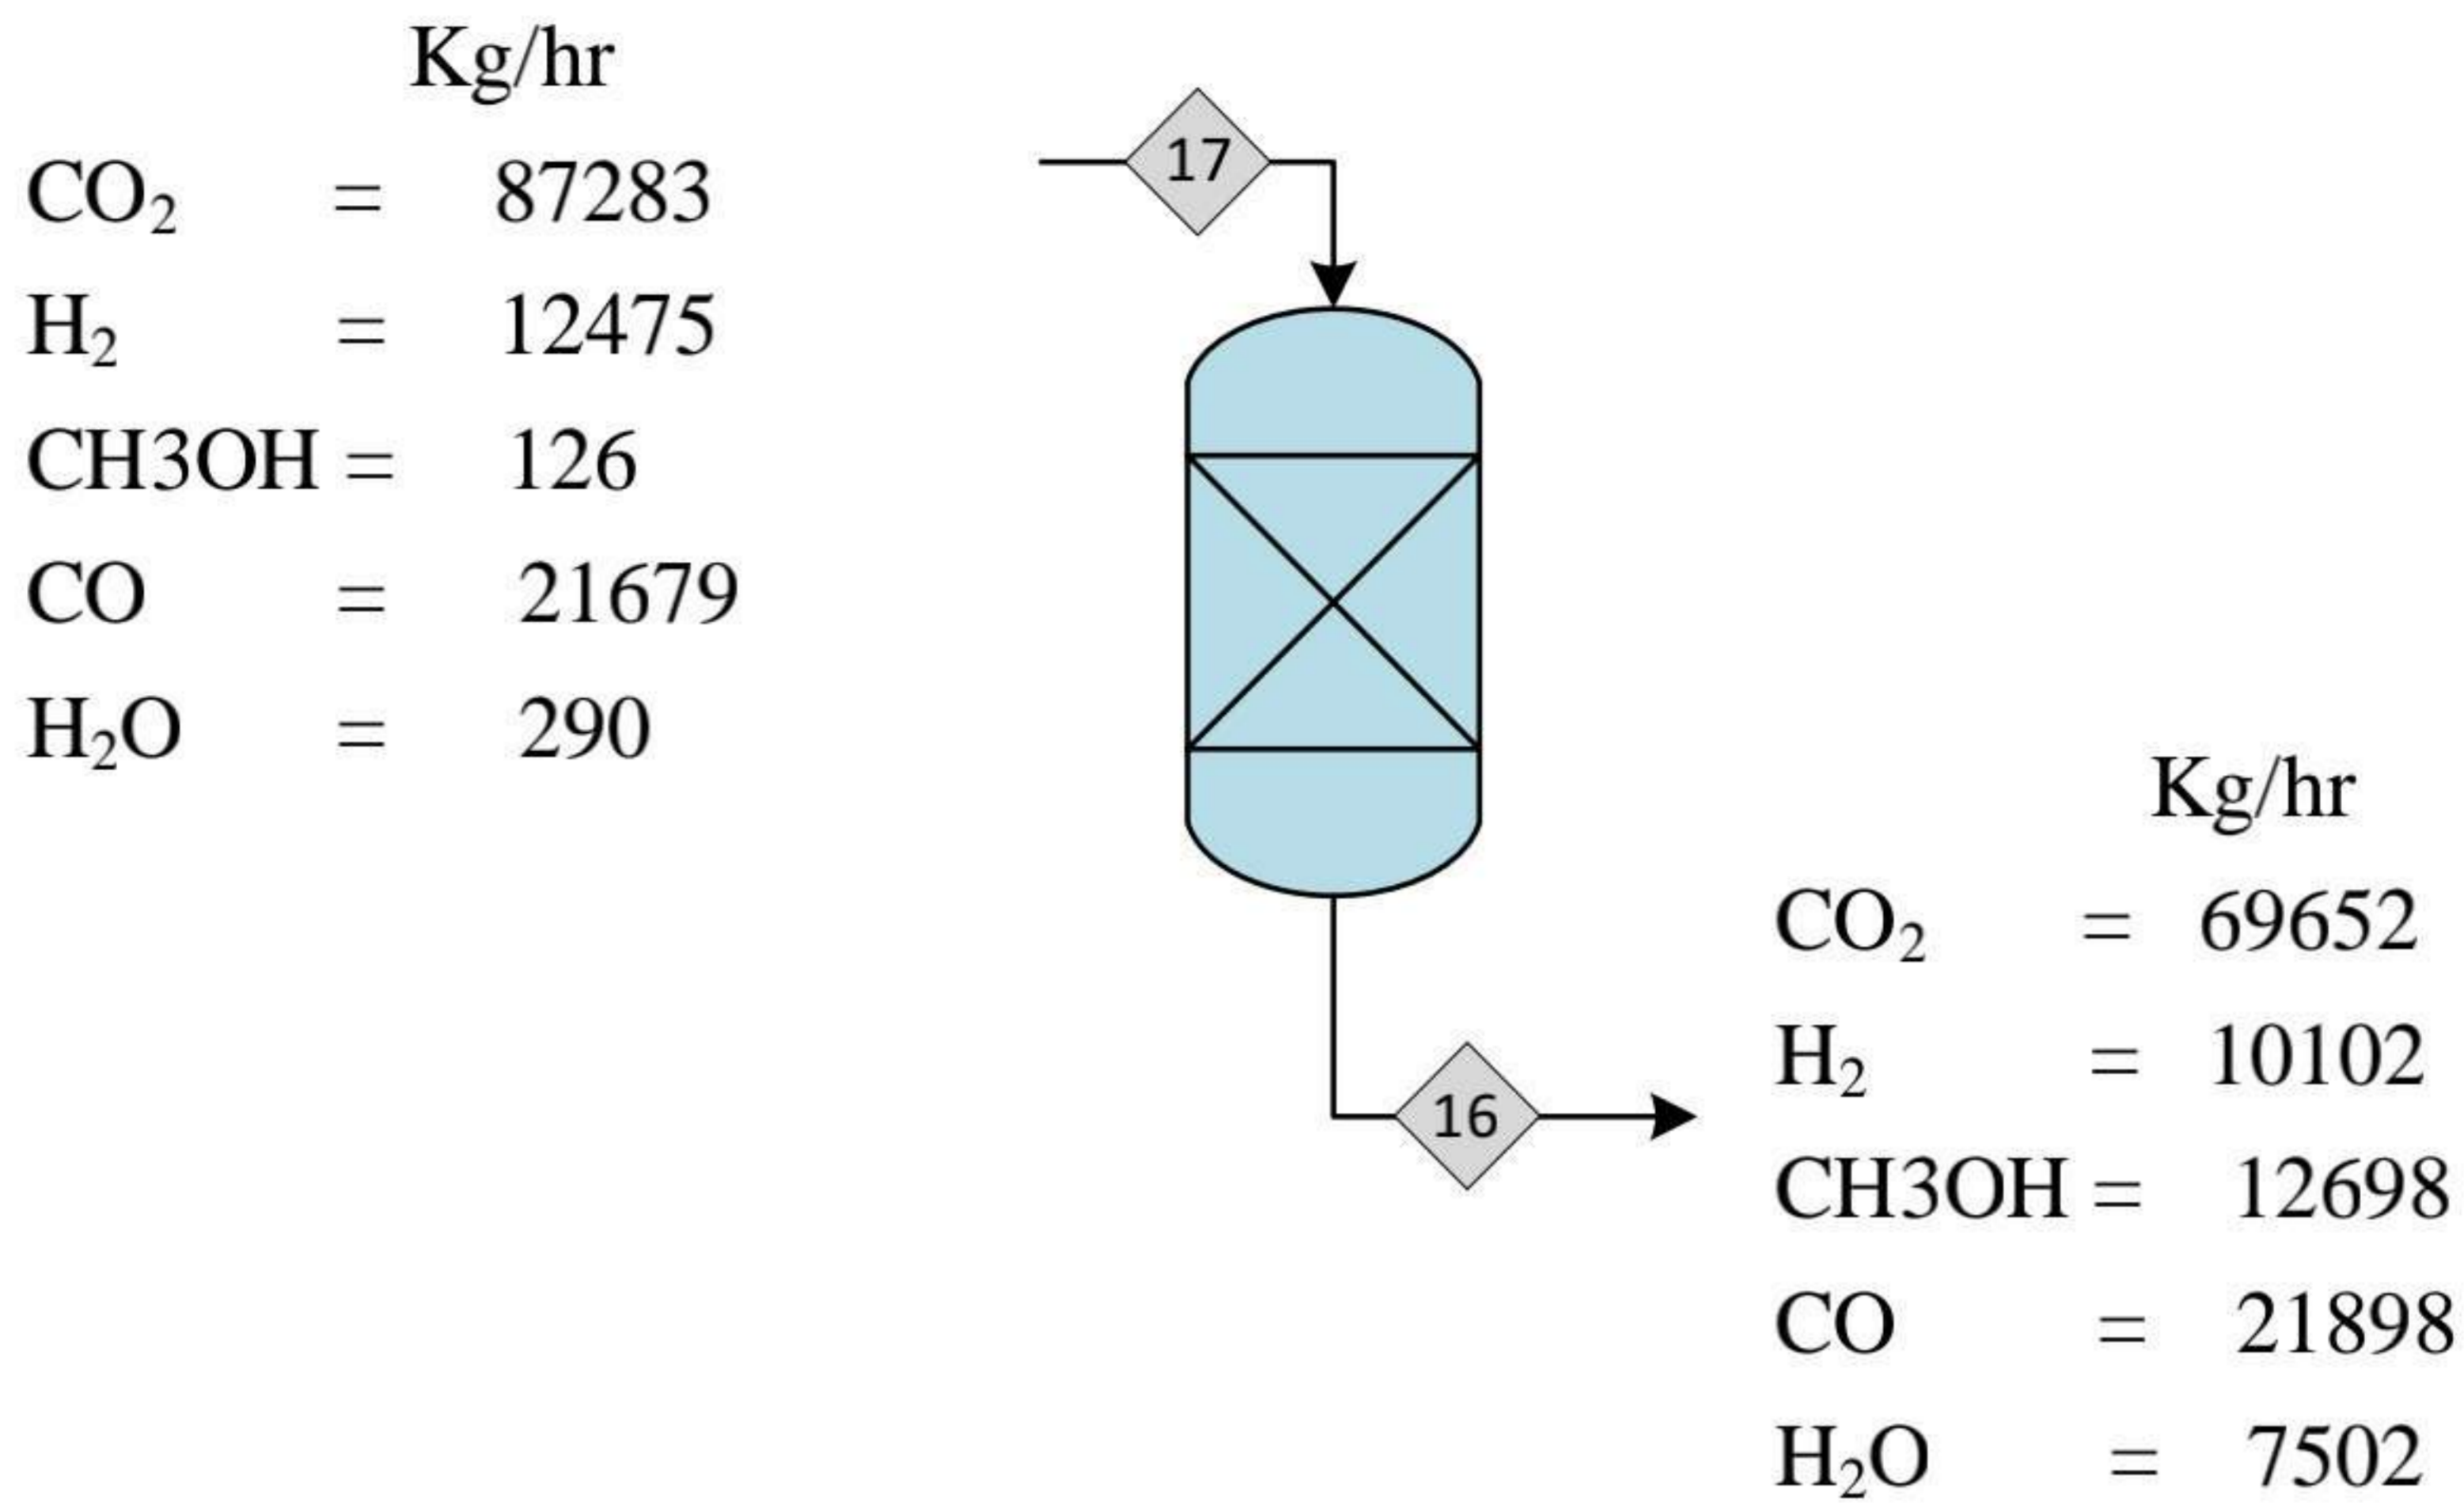 Kg/hr
CO₂ = 87283
H₂ = 12475
CH3OH = 126
CO = 21679
H₂O = 290
17
16
Kg/hr
CO₂ = 69652
H₂ = 10102
CH3OH = 12698
CO = 21898
H₂O = 7502